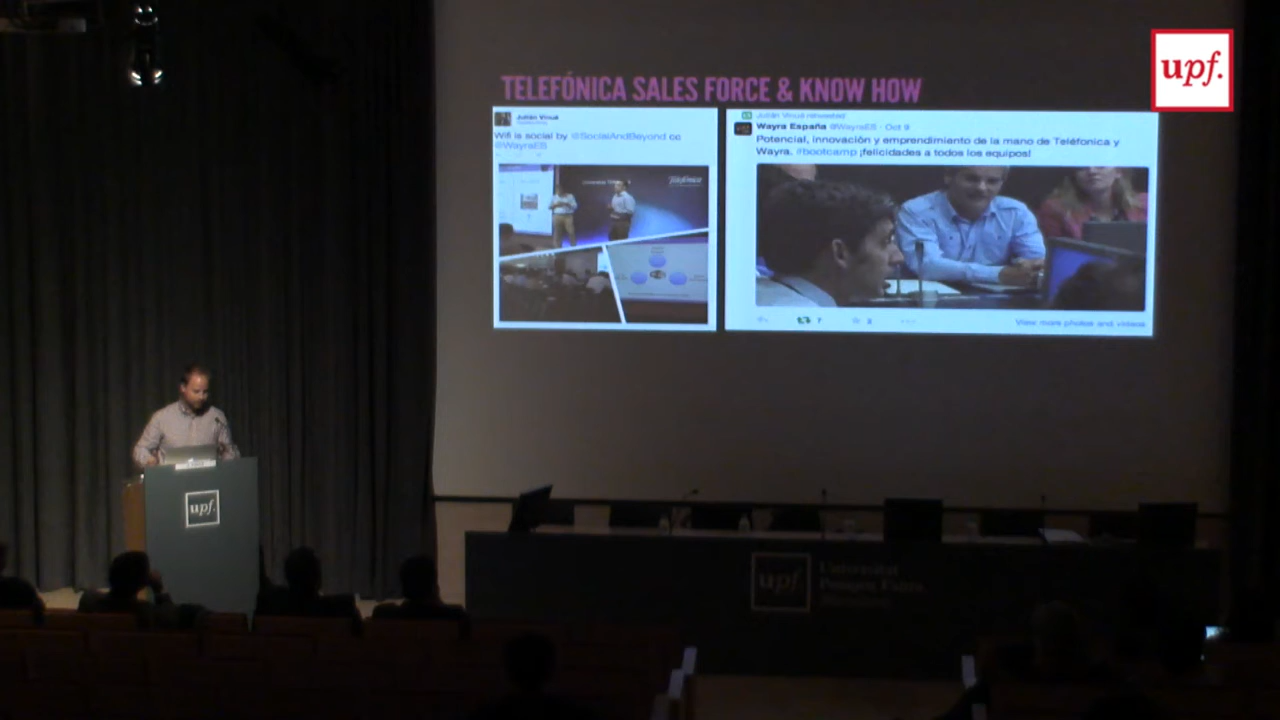 upf.
TELEFÓNICA SALES FORCE & KNOW HOW
Julián Vinué
Wifi is social by @SocialAndBeyond cc
@WayraES
Telefónica
Julián Vinué retweeted
Wayra España @WayraES · Oct 9
Potencial, innovación y emprendimiento de la mano de Teléfonica y
Wayra. #bootcamp ¡felicidades a todos los equipos!
7
View more photos and videos
upf.
upf.
Universitat
Pompeu Fabra